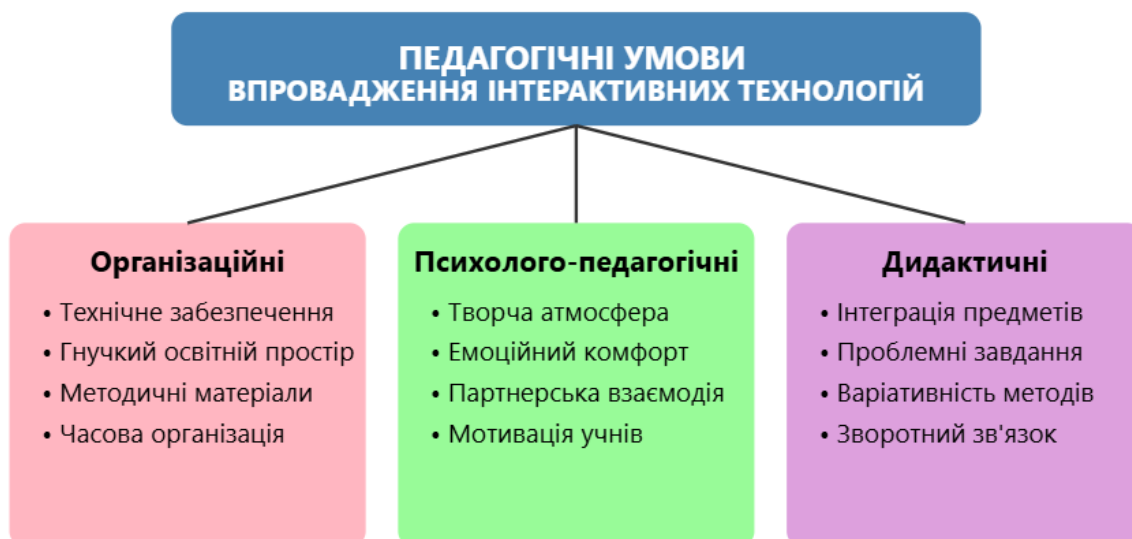 ПЕДАГОГІЧНІ УМОВИ
ВПРОВАДЖЕННЯ ІНТЕРАКТИВНИХ ТЕХНОЛОГІЙ
Організаційні
• Технічне забезпечення
• Гнучкий освітній простір
• Методичні матеріали
• Часова організація
Психолого-педагогічні
• Творча атмосфера
• Емоційний комфорт
• Партнерська взаємодія
• Мотивація учнів
Дидактичні
• Інтеграція предметів
• Проблемні завдання
• Варіативність методів
• Зворотний зв'язок